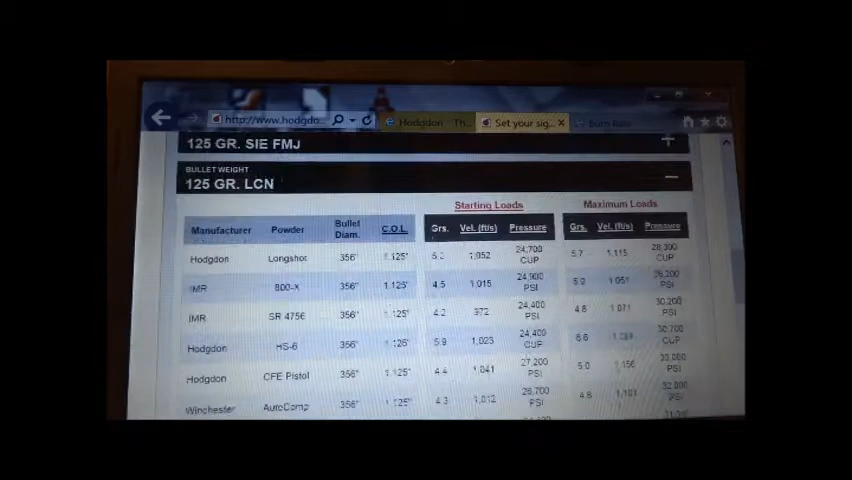 http://www.hodgdo...
Hodgdon - Th...
Set your sig...
Burn Rate
125 GR. SIE FMJ
BULLET WEIGHT
125 GR. LCN
Starting Loads Maximum Loads
Manufacturer Powder Bullet Diam. C.O.L. Grs. Vel. (ft/s) Pressure Grs. Vel. (ft/s) Pressure
Hodgdon Longshot .356" 1.125" 1,052 24,700 CUP 5.7 1,115 28,300 CUP
IMR 800-X .356" 1.125" 4.5 1,015 24,900 PSI 5.0 PSI
IMR SR 4756 .356" 1.125" 4.2 972 24,400 PSI 4.8 1,071 30,200 PSI
Hodgdon HS-6 .356" 1.125" 5.9 1,023 24,400 CUP 6.6 30,700 CUP
Hodgdon CFE Pistol .356" 1.125" 4.4 1,041 27,200 PSI 5.0 1,156 33,000 PSI
Winchester AutoComp .356" 1.125" 4.3 1,012 PSI 4.8 32,000 PSI